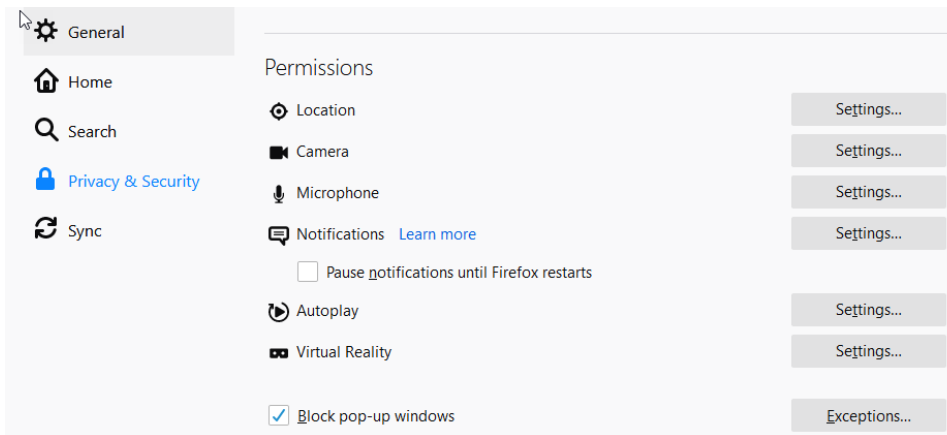 General
Home
Search
Privacy & Security
Sync
Permissions
Location Settings...
Camera Settings...
Microphone Settings...
Notifications Learn more Settings...
Pause notifications until Firefox restarts
Autoplay Settings...
Virtual Reality Settings...
Block pop-up windows Exceptions...